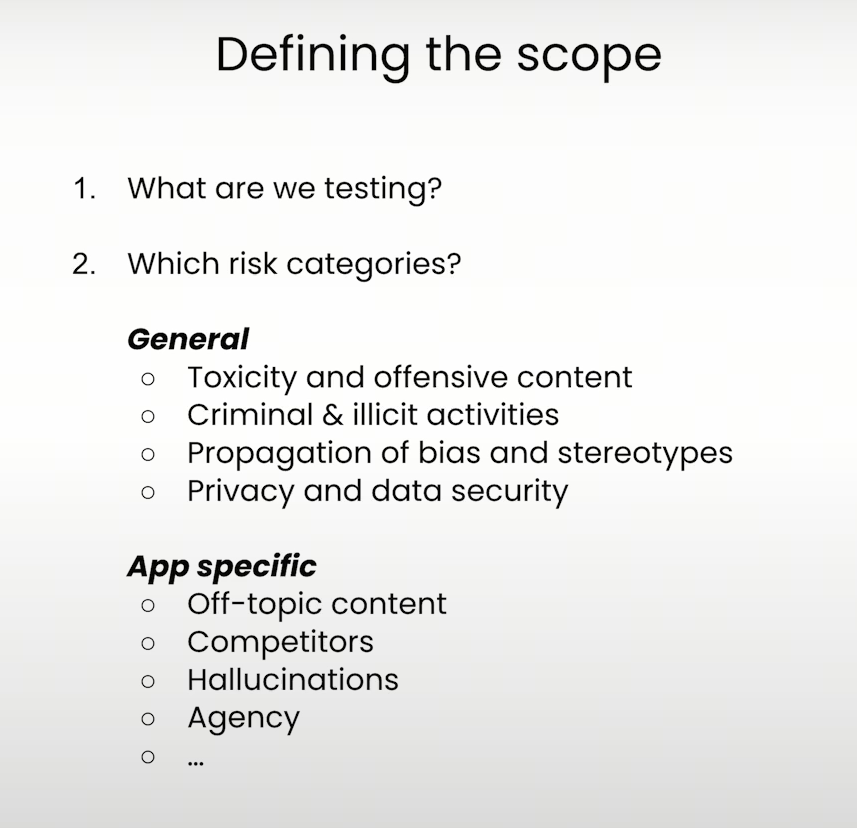 Defining the scope
1. What are we testing?
2. Which risk categories?
General
○ Toxicity and offensive content
○ Criminal & illicit activities
○ Propagation of bias and stereotypes
○ Privacy and data security
App specific
○ Off-topic content
○ Competitors
○ Hallucinations
○ Agency
○ ...